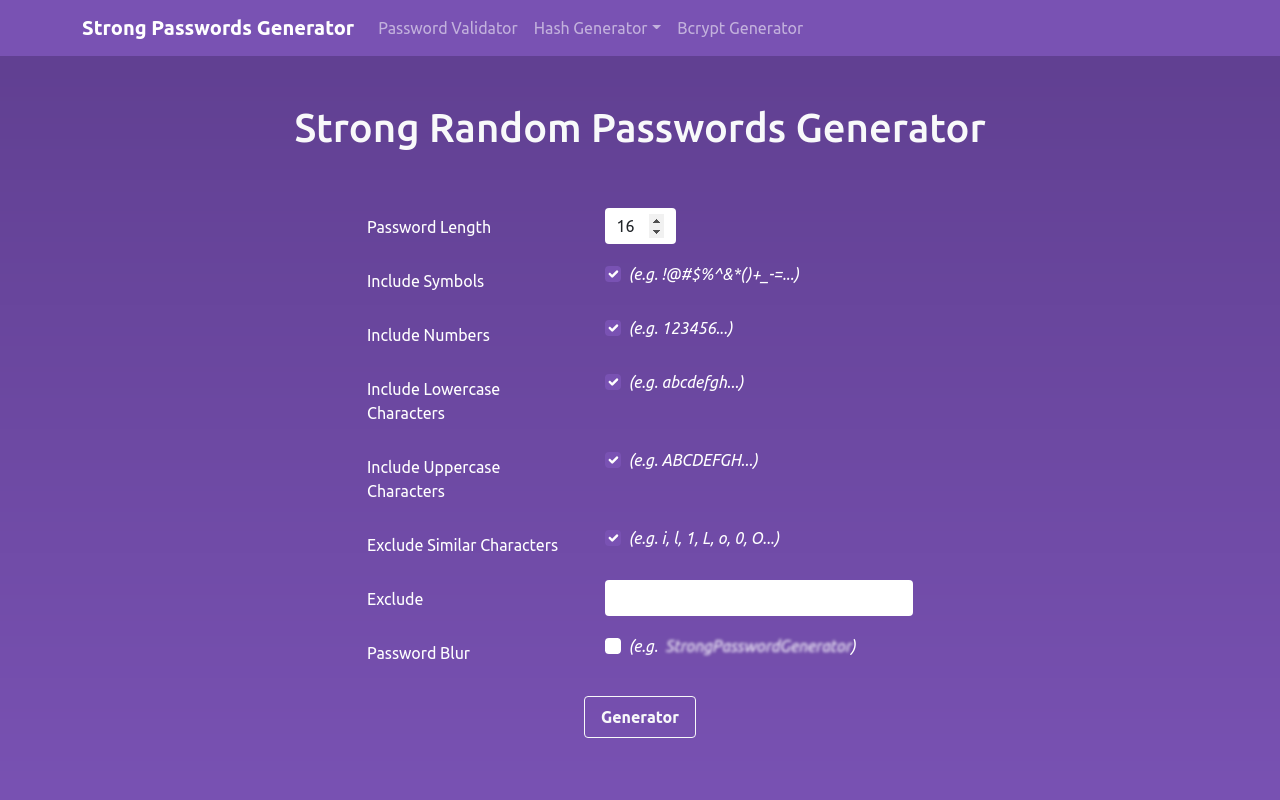 Strong Passwords Generator Password Validator Hash Generator Bcrypt Generator
Strong Random Passwords Generator
Password Length 16
Include Symbols (e.g. !@#$%^&*()+_-=...)
Include Numbers (e.g. 123456...)
Include Lowercase Characters (e.g. abcdefgh...)
Include Uppercase Characters (e.g. ABCDEFGH...)
Exclude Similar Characters (e.g. i, l, 1, L, o, 0, O...)
Exclude
Password Blur (e.g. StrongPasswordGenerator)
Generator